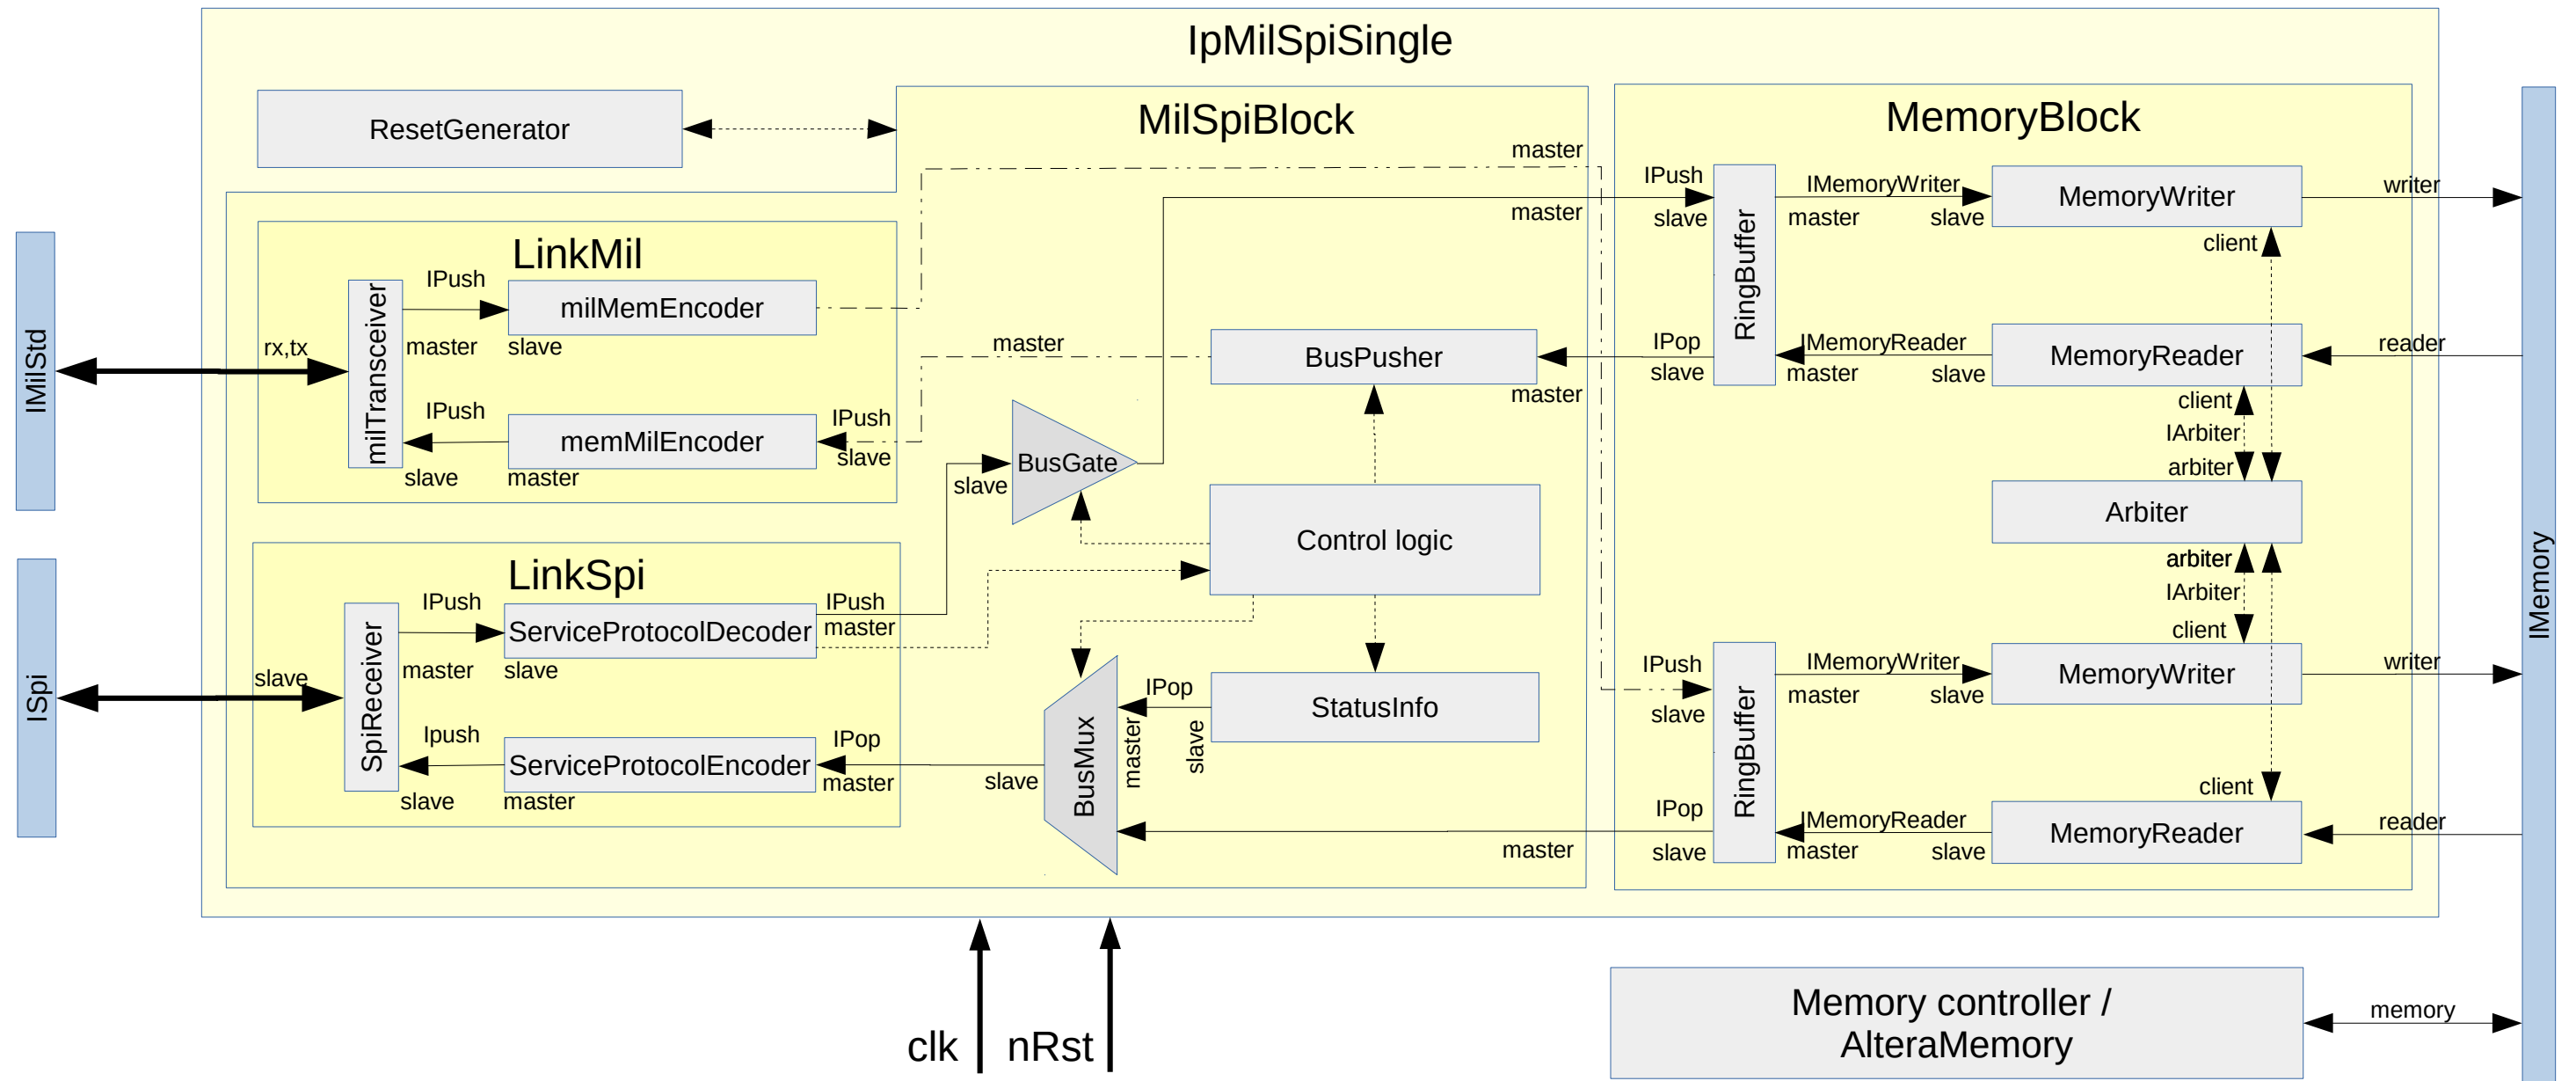 IpMilSpiSingle
ResetGenerator
MilSpiBlock
MemoryBlock
master
IPush
master
slave
RingBuffer
IMemoryWriter
master
slave
MemoryWriter
writer
client
LinkMil
IMilStd
rx,tx
milTransceiver
IPush
master
slave
milMemEncoder
IPush
slave
master
memMilEncoder
IPush
slave
master
BusPusher
master
IPop
slave
IMemoryReader
master
slave
MemoryReader
reader
client
IArbiter
arbiter
Arbiter
arbiter
IArbiter
client
BusGate
slave
Control logic
LinkSpi
ISpi
slave
SpiReceiver
IPush
master
slave
ServiceProtocolDecoder
IPush
master
Ipush
slave
master
ServiceProtocolEncoder
IPop
master
slave
BusMux
IPop
master
slave
StatusInfo
master
IPush
slave
RingBuffer
IMemoryWriter
master
slave
MemoryWriter
writer
IPop
slave
IMemoryReader
master
slave
client
MemoryReader
reader
IMemory
clk
nRst
Memory controller /
AlteraMemory
memory